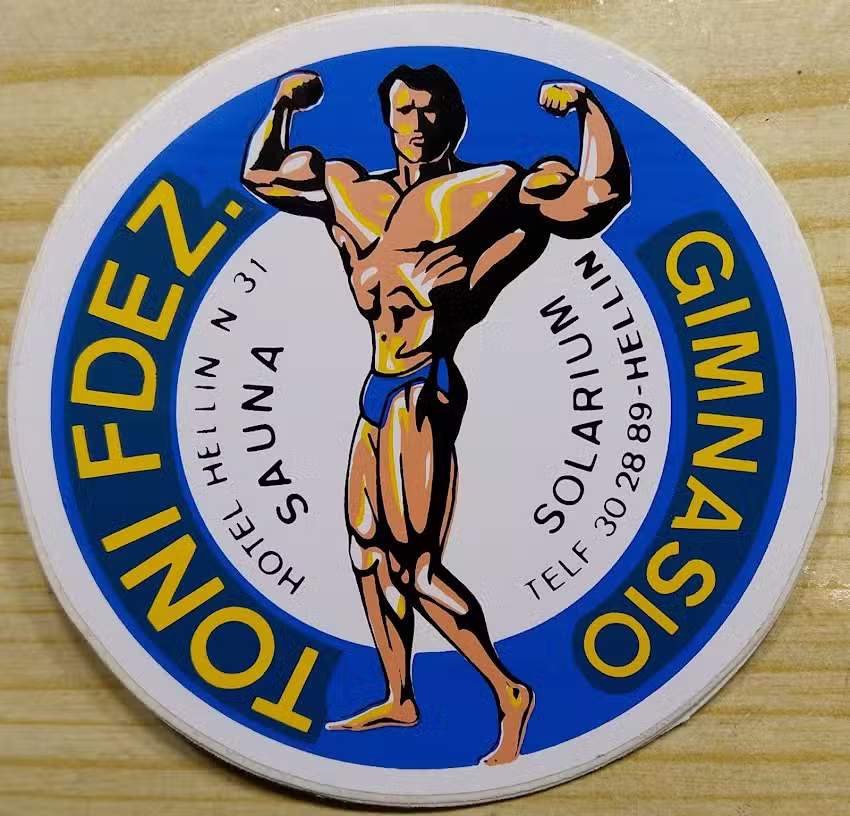 TONI FDEZ.
GIMNASIO
HOTEL HELLIN N 31
SAUNA
SOLARIUM
TELF 30 28 89-HELLIN